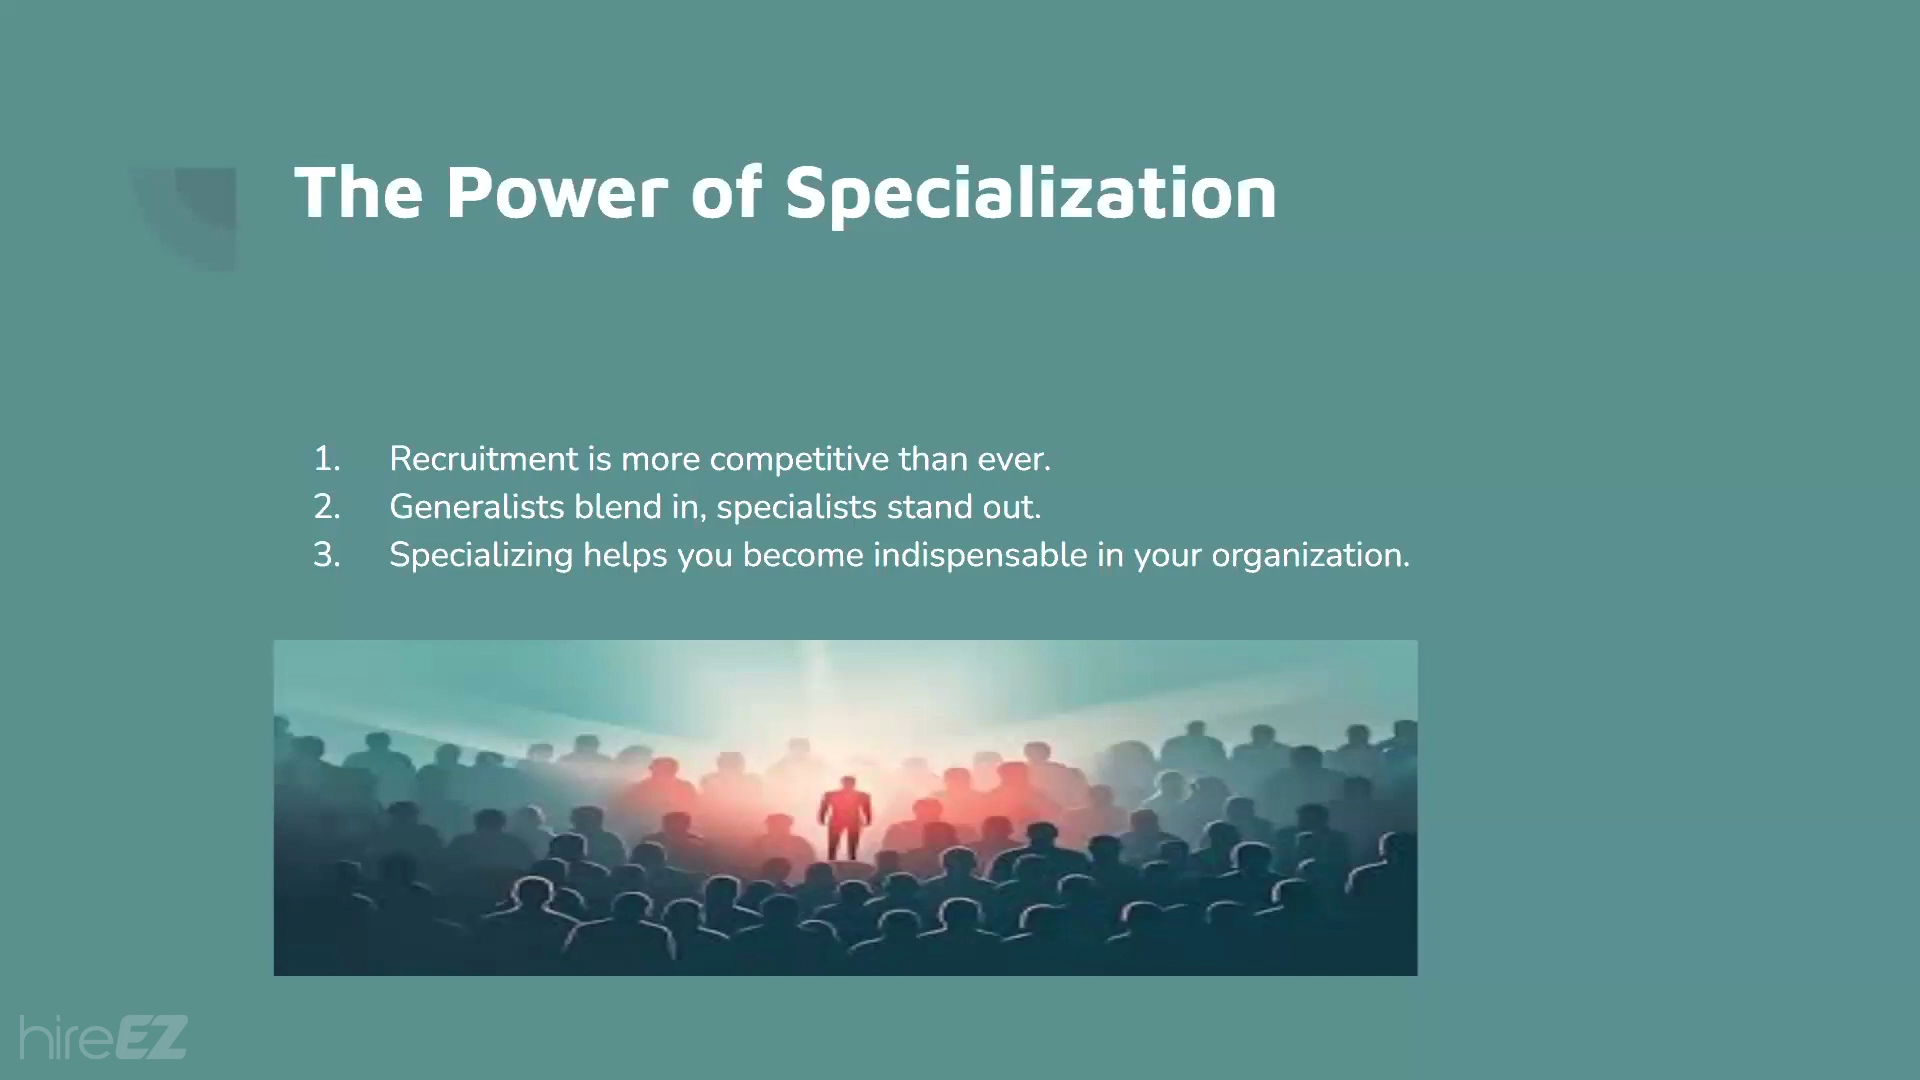 The Power of Specialization
1. Recruitment is more competitive than ever.
2. Generalists blend in, specialists stand out.
3. Specializing helps you become indispensable in your organization.
hireEZ